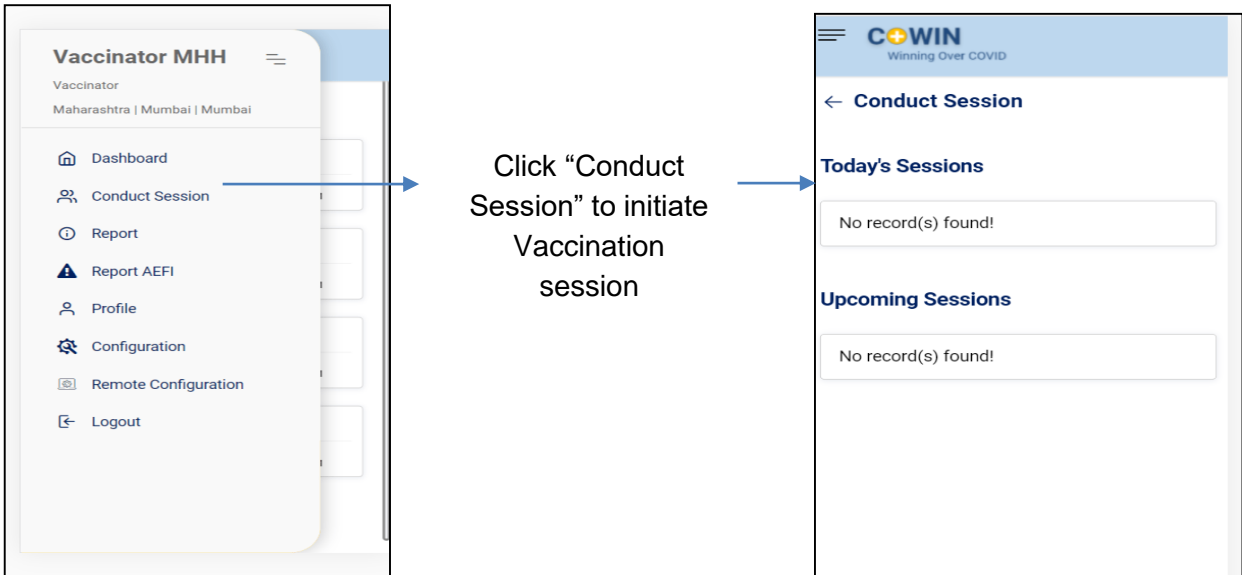 Vaccinator MHH
Vaccinator
Maharashtra | Mumbai | Mumbai
Dashboard
Conduct Session
Report
Report AEFI
Profile
Configuration
Remote Configuration
Logout
Click “Conduct
Session” to initiate
Vaccination
session
COWIN
Winning Over COVID
Conduct Session
Today's Sessions
No record(s) found!
Upcoming Sessions
No record(s) found!